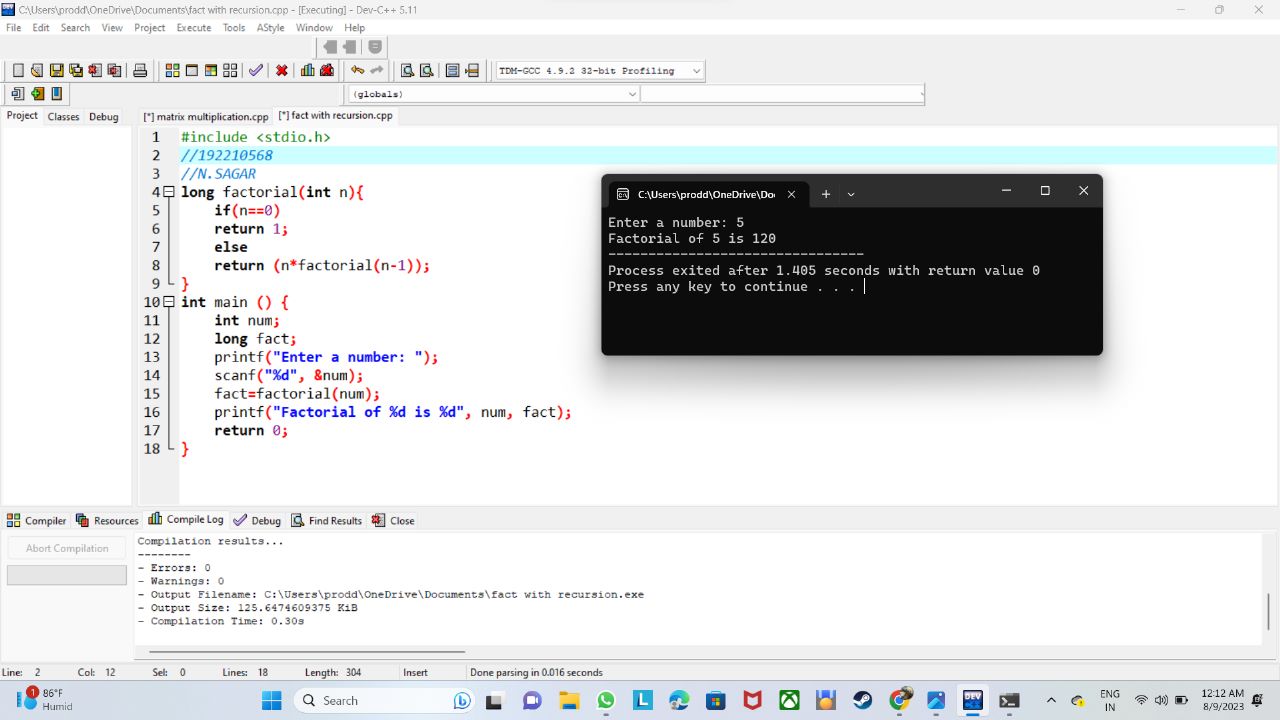 C:\Users\prodd\OneDrive\Documents\fact with recursion.cpp - [Executing] - Dev-C++ 5.11
File Edit Search View Project Execute Tools AStyle Window Help
TDM-GCC 4.9.2 32-bit Profiling
(globals)
Project Classes Debug
[*] matrix multiplication.cpp [*] fact with recursion.cpp
1 #include <stdio.h>
2 //192210568
3 //N.SAGAR
4 long factorial(int n){
5 if(n==0)
6 return 1;
7 else
8 return (n*factorial(n-1));
9 }
10 int main () {
11 int num;
12 long fact;
13 printf("Enter a number: ");
14 scanf("%d", &num);
15 fact=factorial(num);
16 printf("Factorial of %d is %d", num, fact);
17 return 0;
18 }
C:\Users\prodd\OneDrive\Doc
Enter a number: 5
Factorial of 5 is 120
--------------------------------
Process exited after 1.405 seconds with return value 0
Press any key to continue . . .
Compiler Resources Compile Log Debug Find Results Close
Abort Compilation
Compilation results...
--------
- Errors: 0
- Warnings: 0
- Output Filename: C:\Users\prodd\OneDrive\Documents\fact with recursion.exe
- Output Size: 125.6474609375 KiB
- Compilation Time: 0.30s
Line: 2 Col: 12 Sel: 0 Lines: 18 Length: 304 Insert Done parsing in 0.016 seconds
1 86°F
Humid
Search
L
DEV
ENG
IN
12:12 AM
8/9/2023